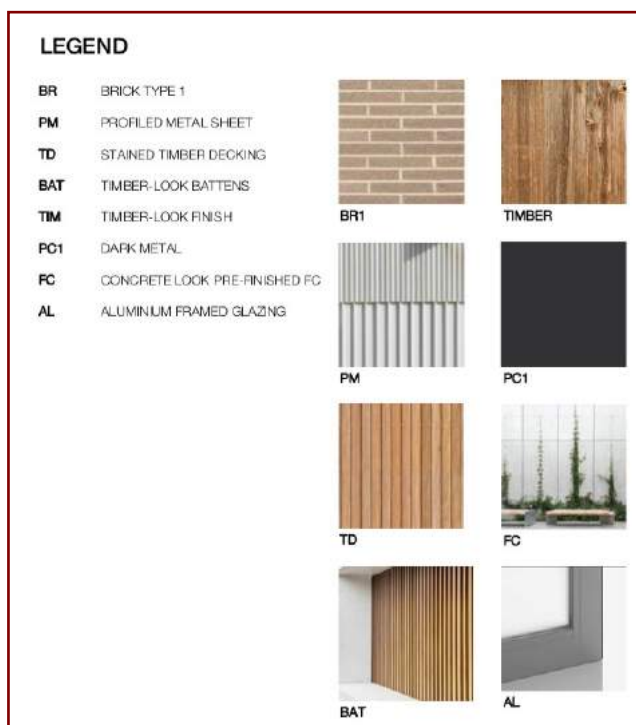 LEGEND
BR BRICK TYPE 1
PM PROFILED METAL SHEET
TD STAINED TIMBER DECKING
BAT TIMBER-LOOK BATTENS
TIM TIMBER-LOOK FINISH
PC1 DARK METAL
FC CONCRETE LOOK PRE-FINISHED FC
AL ALUMINIUM FRAMED GLAZING
BR1 TIMBER
PM PC1
TD FC
BAT AL